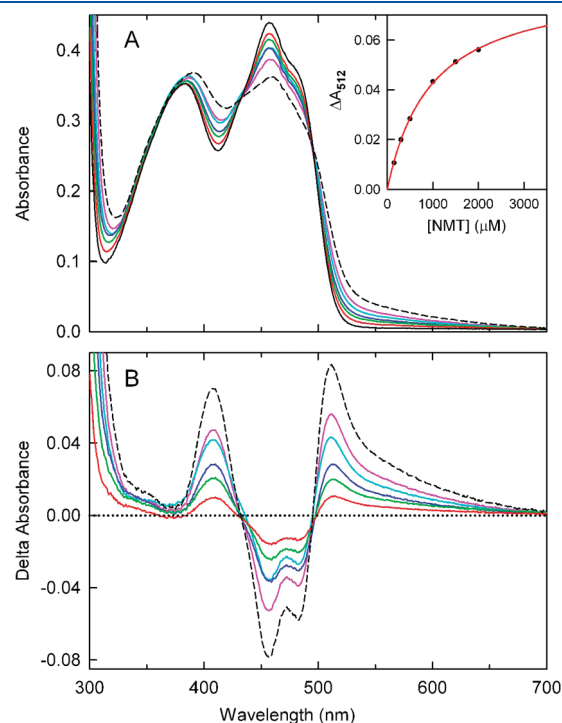 A
Absorbance
0.4
0.3
0.2
0.1
0.0
ΔA512
0.06
0.04
0.02
0.00
0 1000 2000 3000
[NMT] (μM)
B
Delta Absorbance
0.08
0.04
0.00
-0.04
-0.08
300 400 500 600 700
Wavelength (nm)